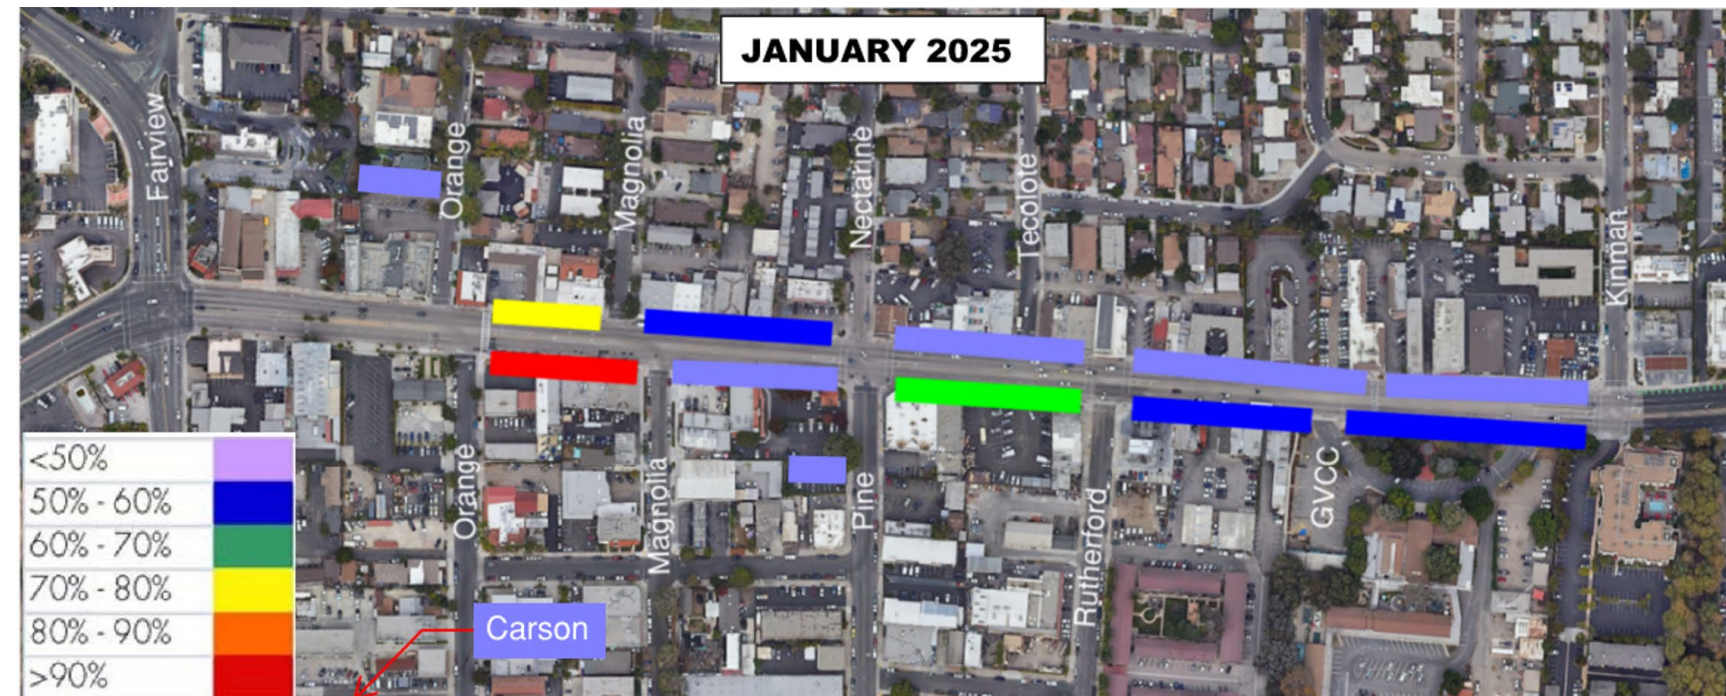 JANUARY 2025
Fairview
Orange
Magnolia
Nectarine
Tecolote
Kinman
Orange
Magnolia
Pine
Rutherford
GVCC
Carson
<50%
50% - 60%
60% - 70%
70% - 80%
80% - 90%
>90%